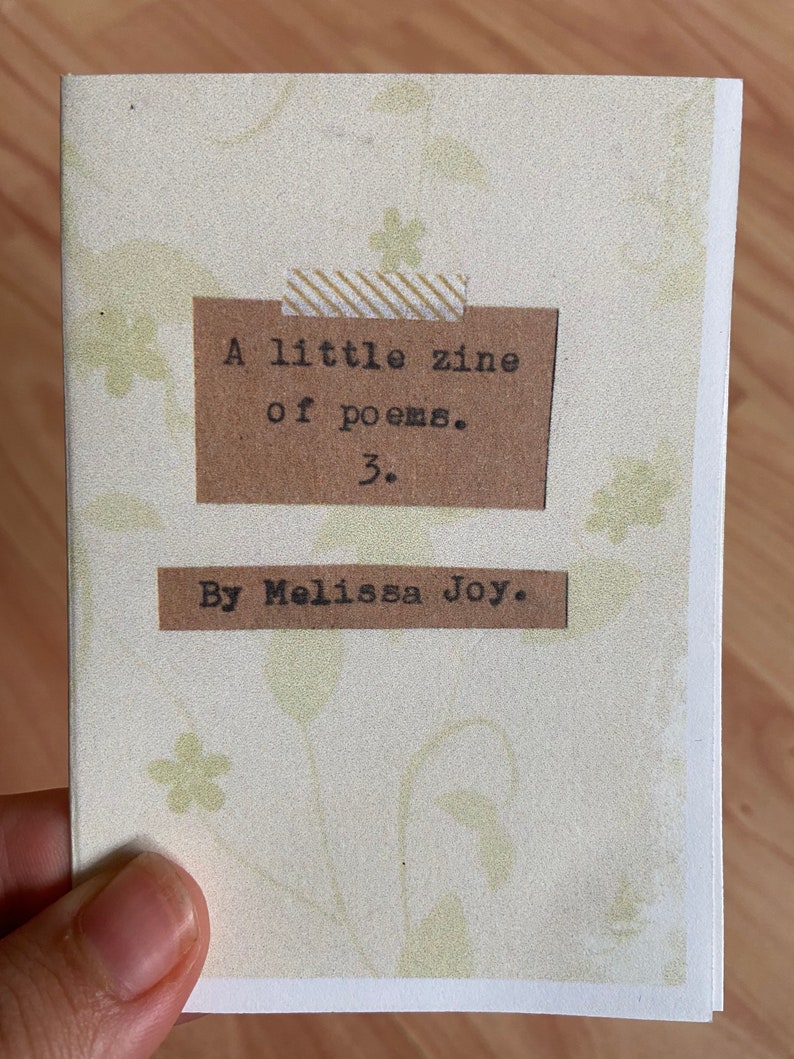 A little zine
of poems.
3.
By Melissa Joy.